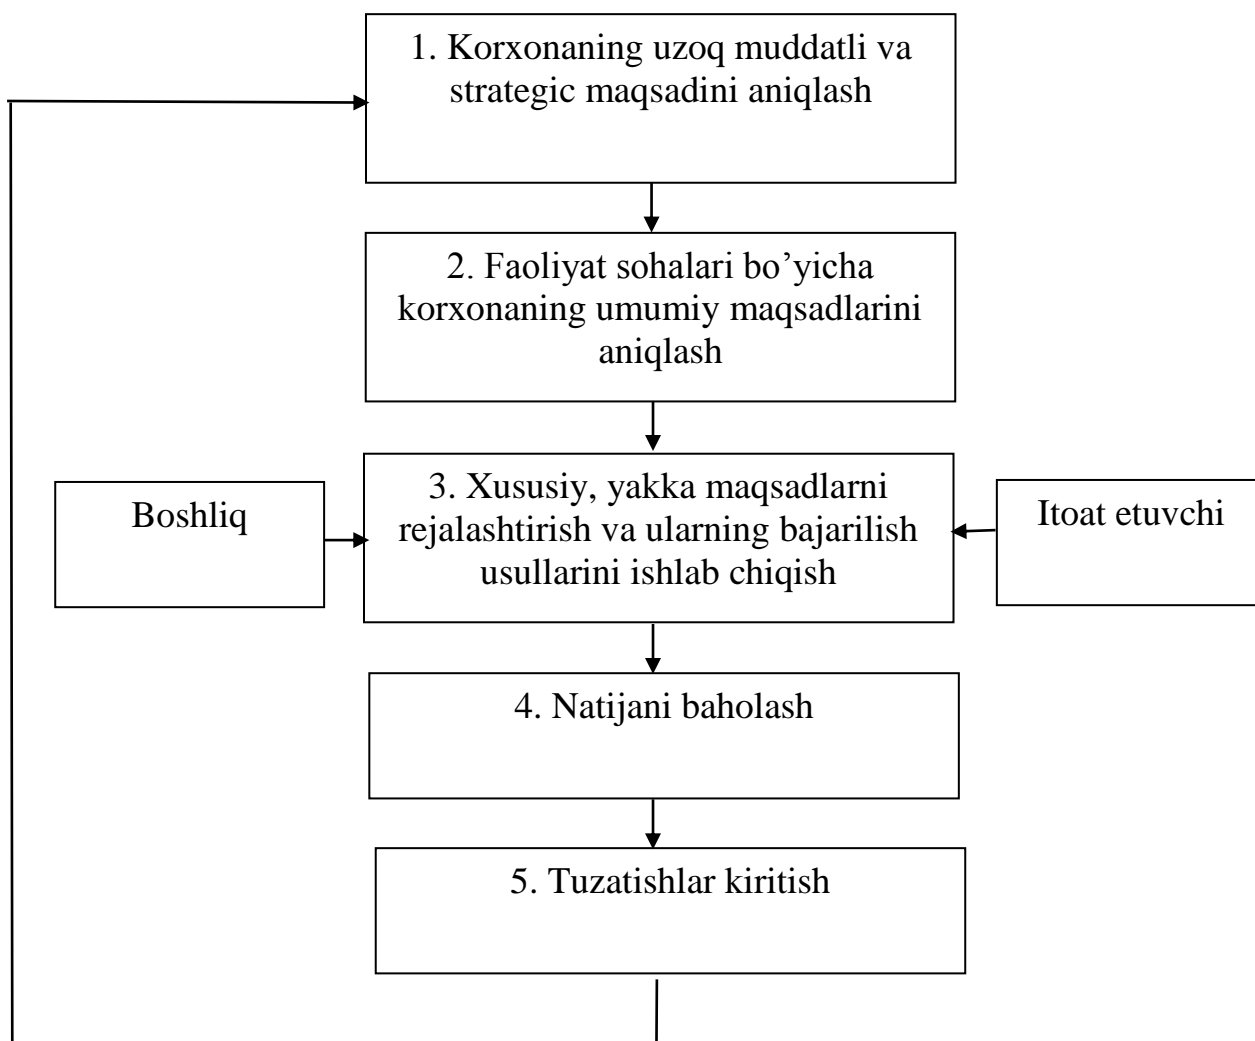 1. Korxonaning uzoq muddatli va
strategic maqsadini aniqlash
2. Faoliyat sohalari bo’yicha
korxonaning umumiy maqsadlarini
aniqlash
Boshliq
3. Xususiy, yakka maqsadlarni
rejalashtirish va ularning bajarilish
usullarini ishlab chiqish
Itoat etuvchi
4. Natijani baholash
5. Tuzatishlar kiritish